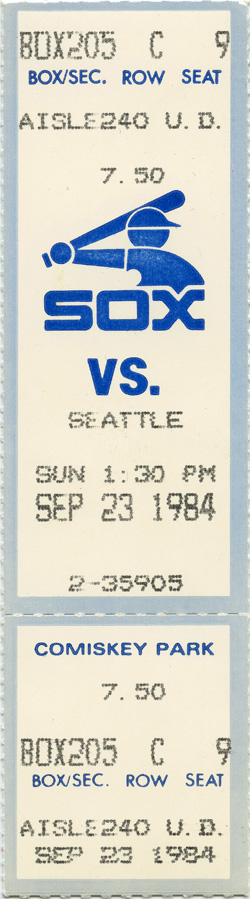 BOX205 C 9
BOX/SEC. ROW SEAT
AISLE240 U.D.
7.50
SOX
VS.
SEATTLE
SUN 1:30 PM
SEP 23 1984
2-35905
COMISKEY PARK
7.50
BOX205 C 9
BOX/SEC. ROW SEAT
AISLE240 U.D.
SEP 23 1984